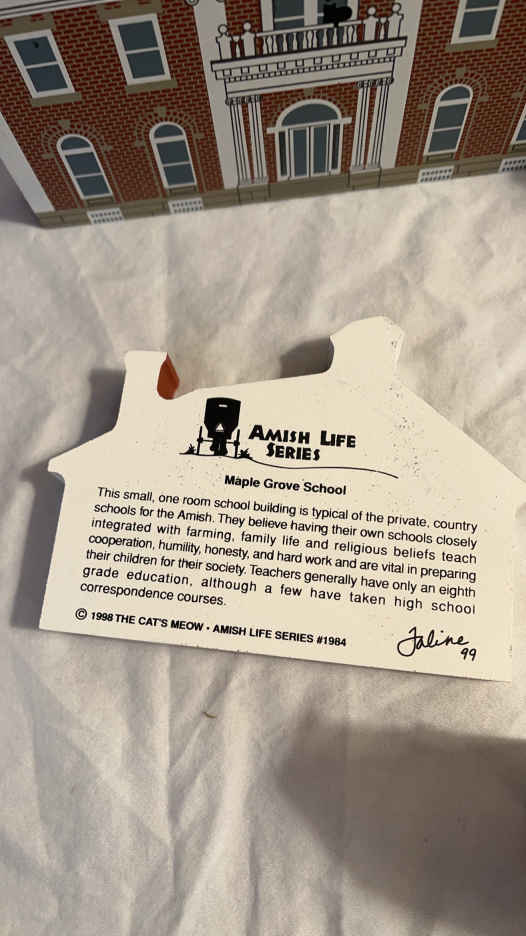 AMISH LIFE
SERIES
Maple Grove School
This small, one room school building is typical of the private, country
schools for the Amish. They believe having their own schools closely
integrated with farming, family life and religious beliefs teach
cooperation, humility, honesty, and hard work and are vital in preparing
their children for their society. Teachers generally have only an eighth
grade education, although a few have taken high school
correspondence courses.
© 1998 THE CAT'S MEOW • AMISH LIFE SERIES #1984
Faline
99